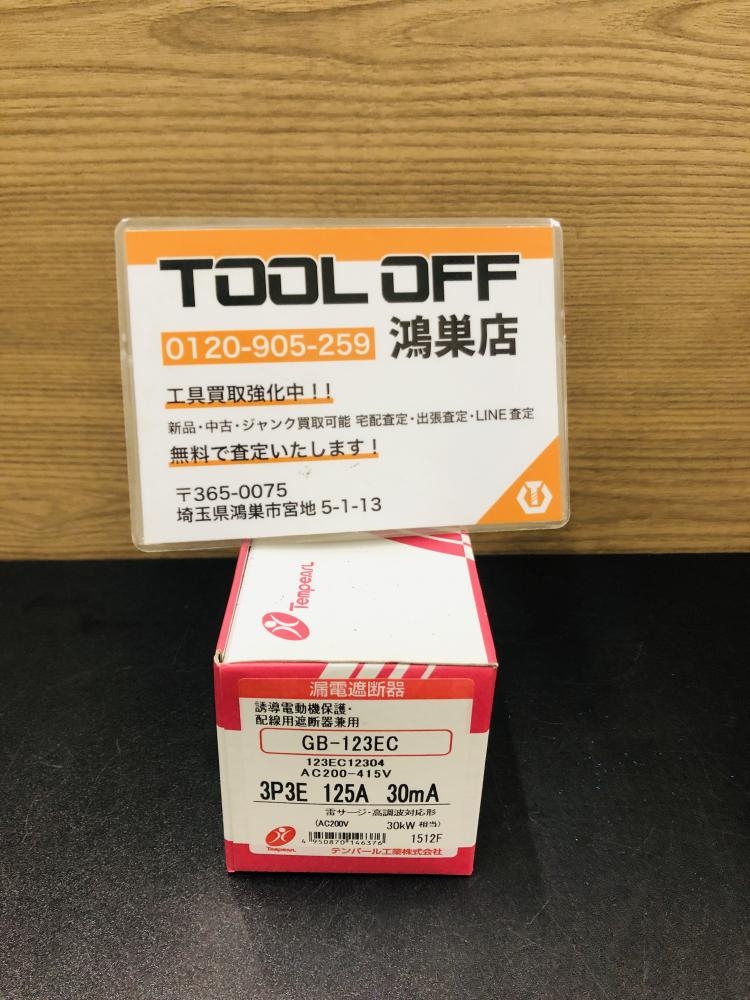 TOOL OFF
0120-905-259 鴻巣店
工具買取強化中!!
新品・中古・ジャンク買取可能 宅配査定・出張査定・LINE査定
無料で査定いたします!
〒365-0075
埼玉県鴻巣市宮地5-1-13
Tempearl
漏電遮断器
誘導電動機保護・
配線用遮断器兼用
GB-123EC
123EC12304
AC200-415V
3P3E 125A 30mA
雷サージ・高調波対応形
(AC200V 30kW 相当)
4 950870 146376 1512F
Tempearl テンパール工業株式会社